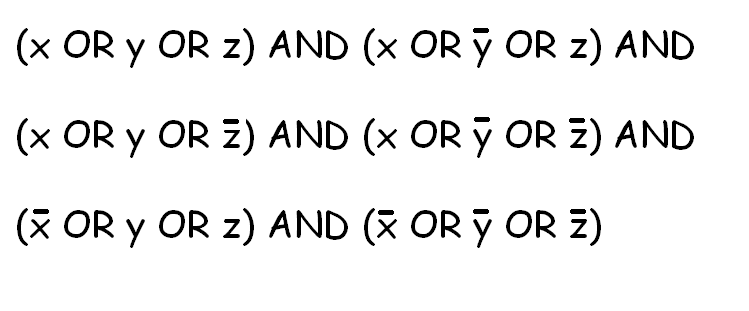 (x OR y OR z) AND (x OR ȳ OR z) AND
(x OR y OR z̄) AND (x OR ȳ OR z̄) AND
(x̄ OR y OR z) AND (x̄ OR ȳ OR z̄)